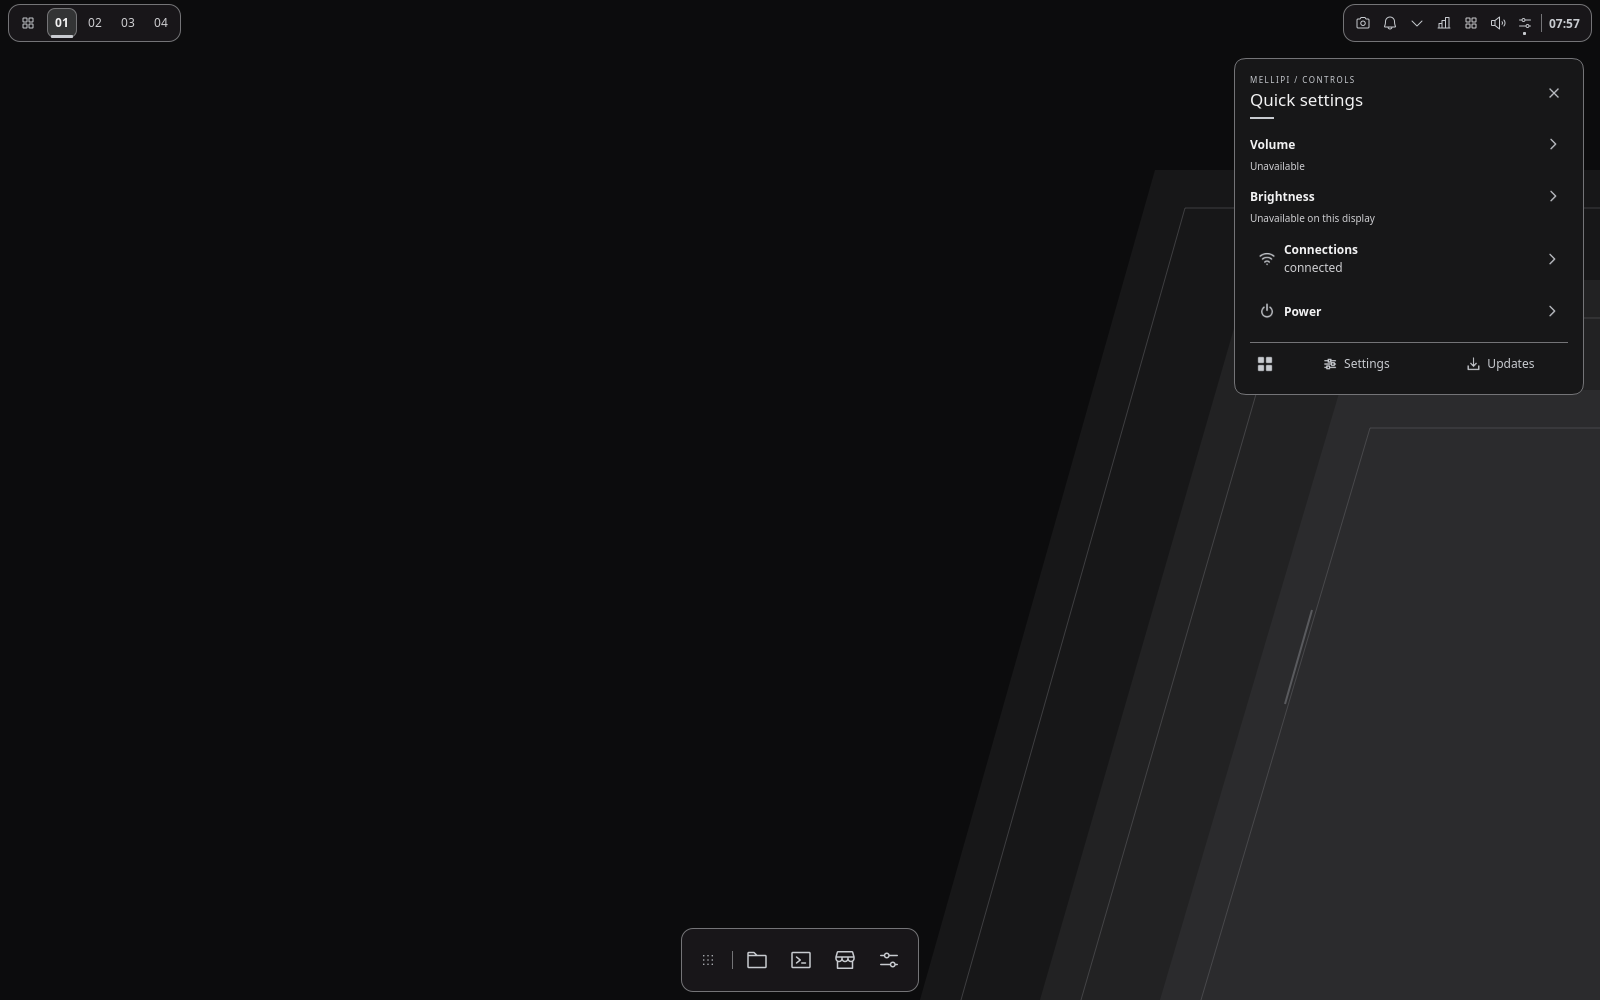 01 02 03 04
07:57
MELLIPI / CONTROLS
Quick settings
Volume
Unavailable
Brightness
Unavailable on this display
Connections
connected
Power
Settings Updates